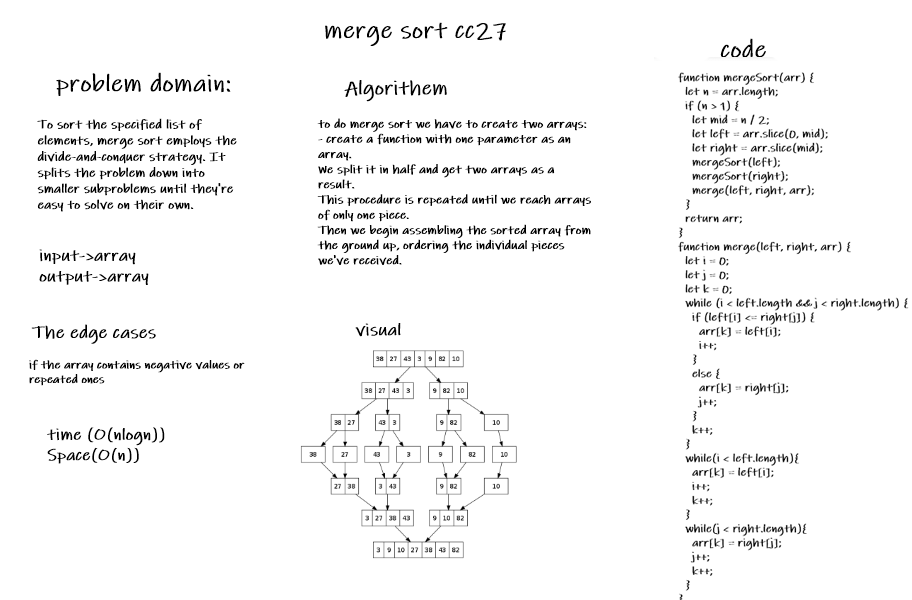 merge sort cc27
problem domain:
To sort the specified list of
elements, merge sort employs the
divide-and-conquer strategy. It
splits the problem down into
smaller subproblems until they're
easy to solve on their own.
input->array
output->array
The edge cases
if the array contains negative values or
repeated ones
time (O(nlogn))
Space(O(n))
Algorithem
to do merge sort we have to create two arrays:
- create a function with one parameter as an
array.
We split it in half and get two arrays as a
result.
This procedure is repeated until we reach arrays
of only one piece.
Then we begin assembling the sorted array from
the ground up, ordering the individual pieces
we've received.
visual
38 27 43 3 9 82 10
38 27 43 3 9 82 10
38 27 43 3 9 82 10
38 27 43 3 9 82 10
27 38 3 43 9 82 10
3 27 38 43 9 10 82
3 9 10 27 38 43 82
code
function mergeSort(arr) {
let n = arr.length;
if (n > 1) {
let mid = n / 2;
let left = arr.slice(0, mid);
let right = arr.slice(mid);
mergeSort(left);
mergeSort(right);
merge(left, right, arr);
}
return arr;
}
function merge(left, right, arr) {
let i = 0;
let j = 0;
let k = 0;
while (i < left.length && j < right.length) {
if (left[i] <= right[j]) {
arr[k] = left[i];
i++;
}
else {
arr[k] = right[j];
j++;
}
k++;
}
while(i < left.length){
arr[k] = left[i];
i++;
k++;
}
while(j < right.length){
arr[k] = right[j];
j++;
k++;
}
}